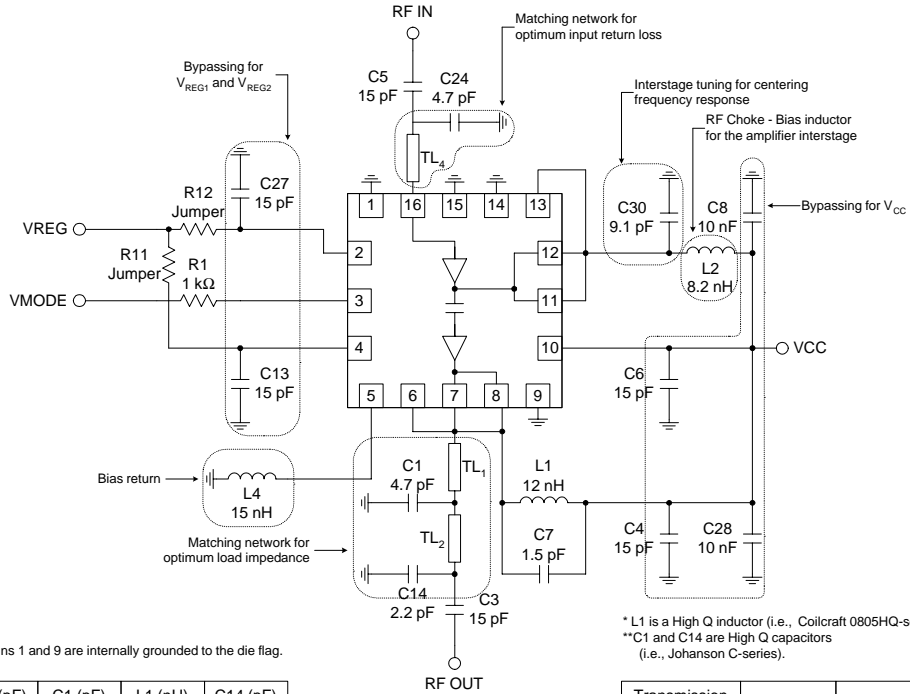 RF IN
Matching network for
optimum input return loss
Bypassing for
VREG1 and VREG2
C5
15 pF
C24
4.7 pF
Interstage tuning for centering
frequency response
RF Choke - Bias inductor
for the amplifier interstage
TL4
C27
15 pF
R12
Jumper
1
16
15
14
13
C30
9.1 pF
C8
10 nF
Bypassing for VCC
VREG
2
12
R11
Jumper
R1
1 kΩ
L2
8.2 nH
VMODE
3
11
4
10
VCC
C13
15 pF
C6
15 pF
5
6
7
8
9
Bias return
L4
15 nH
C1
4.7 pF
TL1
L1
12 nH
Matching network for
optimum load impedance
TL2
C7
1.5 pF
C4
15 pF
C28
10 nF
C14
2.2 pF
C3
15 pF
* L1 is a High Q inductor (i.e., Coilcraft 0805HQ-s
**C1 and C14 are High Q capacitors
(i.e., Johanson C-series).
ns 1 and 9 are internally grounded to the die flag.
RF OUT
(pF)
C1 (pF)
L1 (nH)
C14 (pF)
Transmission